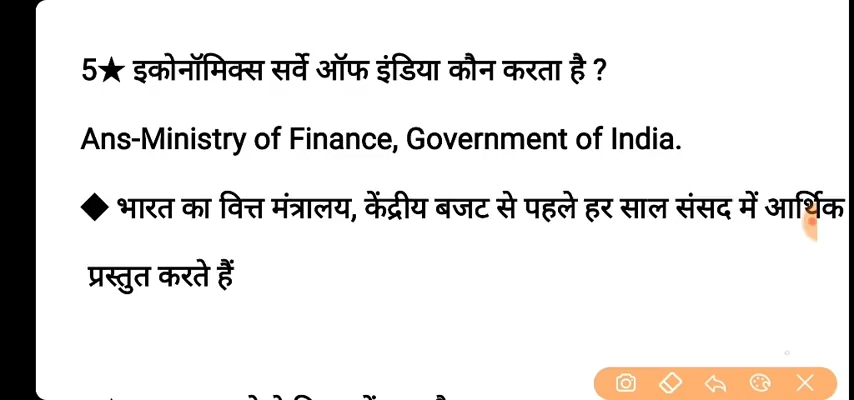 5★ इकोनॉमिक्स सर्वे ऑफ इंडिया कौन करता है ?
Ans-Ministry of Finance, Government of India.
◆ भारत का वित्त मंत्रालय, केंद्रीय बजट से पहले हर साल संसद में आर्थिक
प्रस्तुत करते हैं